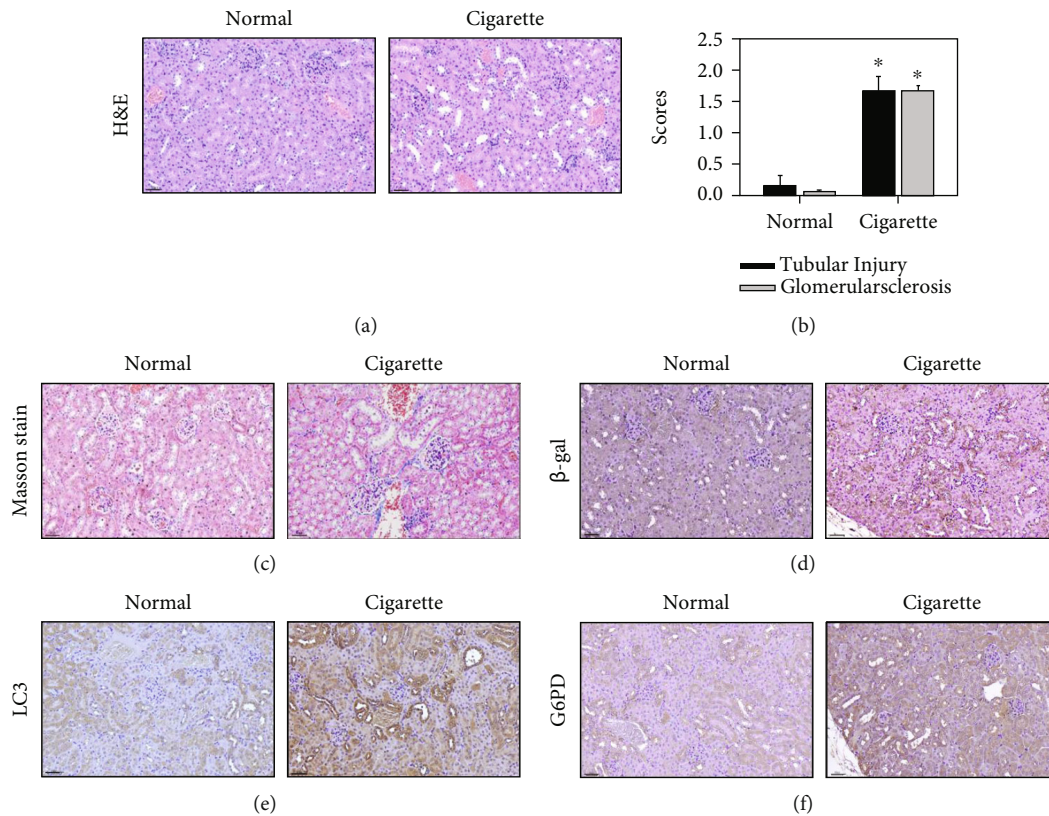 Normal Cigarette
H&E
2.5
2.0
1.5
1.0
0.5
0.0
Scores
* *
Normal Cigarette
Tubular Injury
Glomerularsclerosis
(a)
(b)
Normal Cigarette
Masson stain
(c)
Normal Cigarette
β-gal
(d)
Normal Cigarette
LC3
(e)
Normal Cigarette
G6PD
(f)